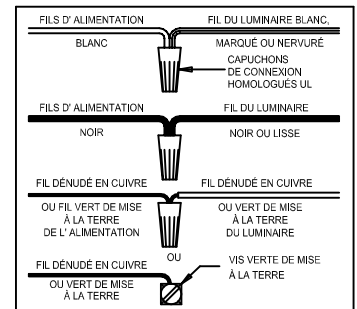 FILS D' ALIMENTATION
FIL DU LUMINAIRE BLANC,
BLANC
MARQUÉ OU NERVURÉ
CAPUCHONS
DE CONNEXION
HOMOLOGUÉS UL
FILS D' ALIMENTATION
FIL DU LUMINAIRE
NOIR
NOIR OU LISSE
FIL DÉNUDÉ EN CUIVRE
FIL DÉNUDÉ EN CUIVRE
OU FIL VERT DE MISE
À LA TERRE
DE L' ALIMENTATION
OU VERT DE MISE
À LA TERRE
DU LUMINAIRE
OU
FIL DÉNUDÉ EN CUIVRE
OU VERT DE MISE
À LA TERRE
VIS VERTE DE MISE
À LA TERRE